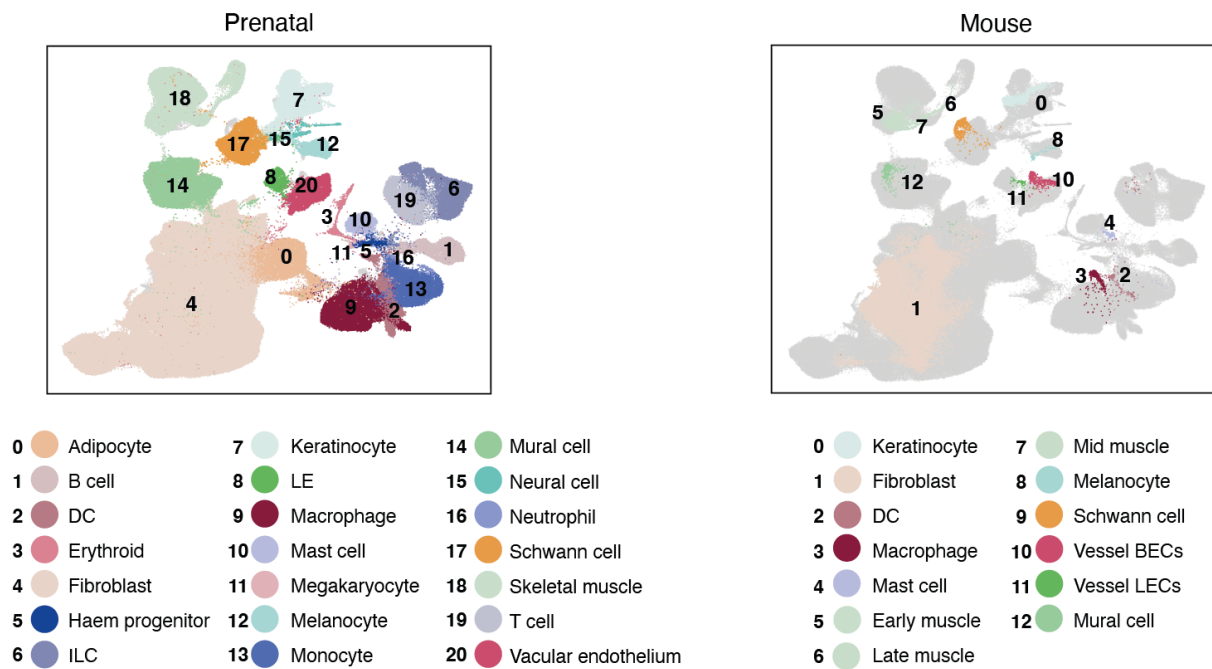 Prenatal
18
7
17
15
12
14
8
20
6
19
3
10
11
5
16
1
0
13
4
9
2
0 Adipocyte
1 B cell
2 DC
3 Erythroid
4 Fibroblast
5 Haem progenitor
6 ILC
7 Keratinocyte
8 LE
9 Macrophage
10 Mast cell
11 Megakaryocyte
12 Melanocyte
13 Monocyte
14 Mural cell
15 Neural cell
16 Neutrophil
17 Schwann cell
18 Skeletal muscle
19 T cell
20 Vacular endothelium
Mouse
5
6
0
7
8
12
10
11
4
3
2
1
0 Keratinocyte
1 Fibroblast
2 DC
3 Macrophage
4 Mast cell
5 Early muscle
6 Late muscle
7 Mid muscle
8 Melanocyte
9 Schwann cell
10 Vessel BECs
11 Vessel LECs
12 Mural cell